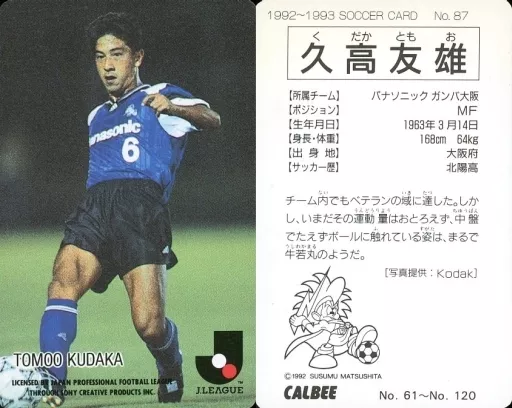 Panasonic
6
TOMOO KUDAKA
LICENSED BY JAPAN PROFESSIONAL FOOTBALL LEAGUE
THROUGH SONY CREATIVE PRODUCTS INC.
J.LEAGUE
1992〜1993 SOCCER CARD No.87
く だか とも お
久高友雄
【所属チーム】 パナソニック ガンバ大阪
【ポジション】 MF
【生年月日】 1963年3月14日
【身長・体重】 168cm 64kg
【出身地】 大阪府
【サッカー歴】 北陽高
チーム内でもベテランの域に達した。しか
し、いまだその運動量はおとろえず、中盤
でたえずボールに触れている姿は、まるで
牛若丸のようだ。
[写真提供：Kodak]
©1992 SUSUMU MATSUSHITA
CALBEE
No. 61〜No. 120